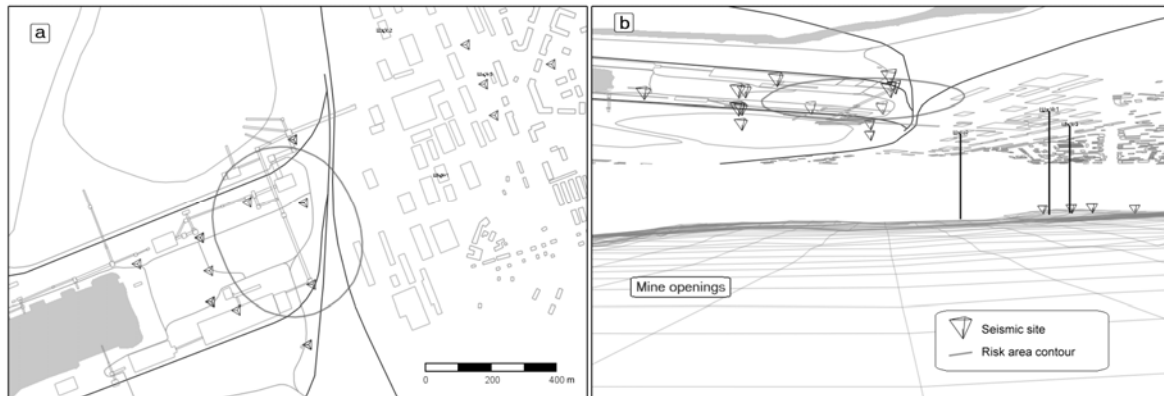 a
0 200 400 m
b
Mine openings
Seismic site
Risk area contour